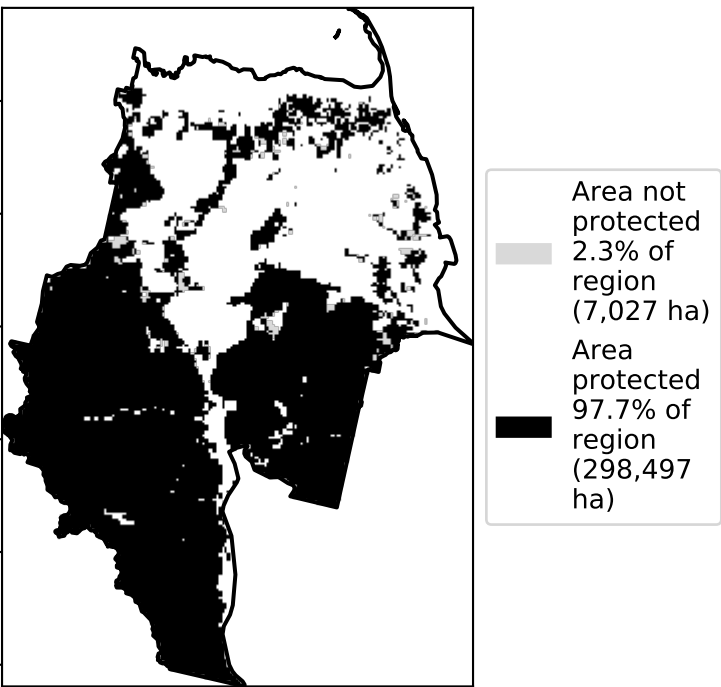 Area not
protected
2.3% of
region
(7,027 ha)
Area
protected
97.7% of
region
(298,497
ha)